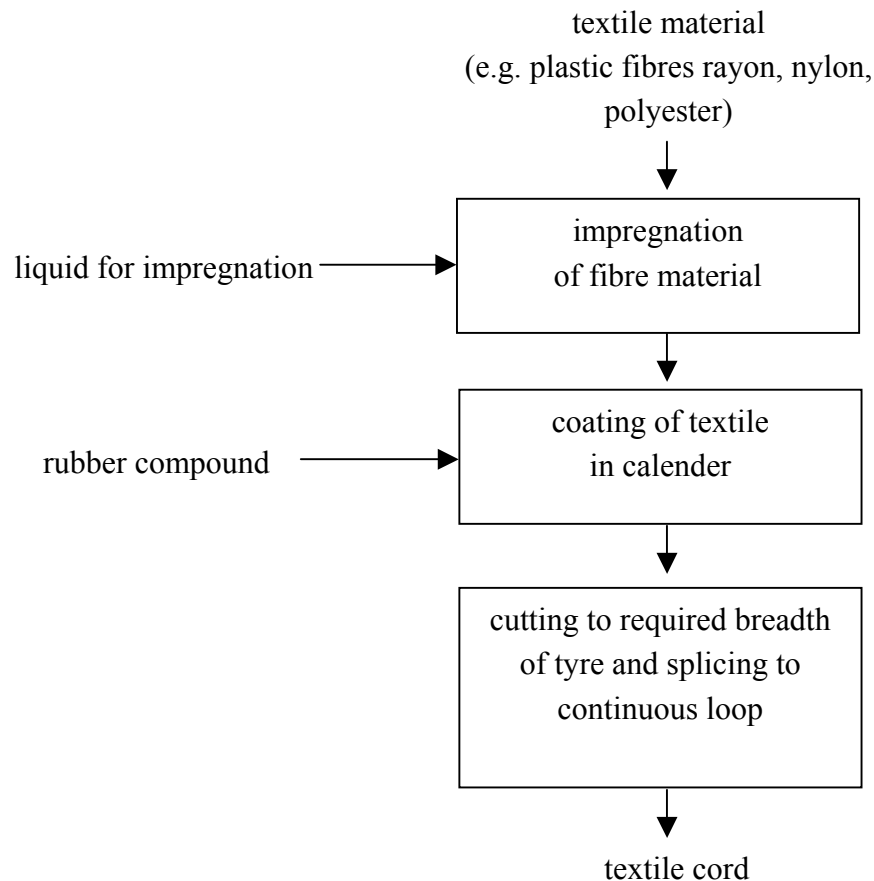 textile material
(e.g. plastic fibres rayon, nylon,
polyester)
impregnation
of fibre material
liquid for impregnation
coating of textile
in calender
rubber compound
cutting to required breadth
of tyre and splicing to
continuous loop
textile cord